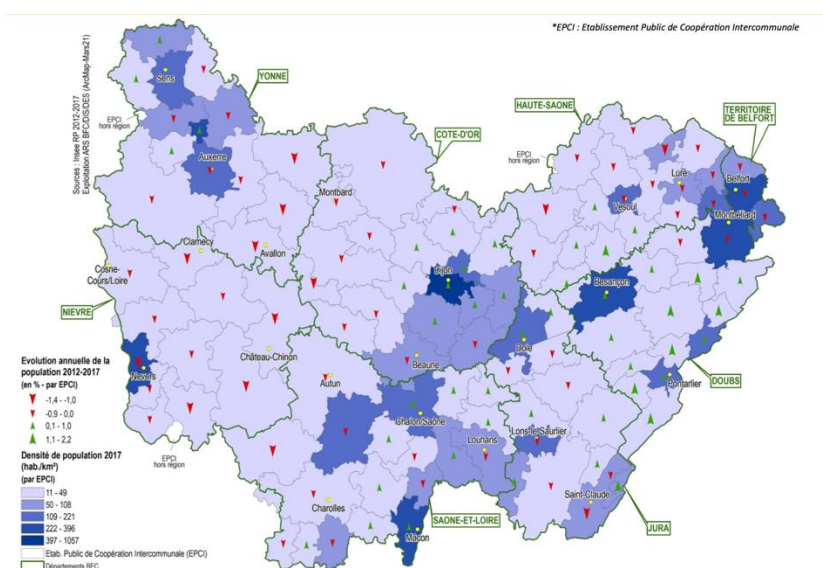 *EPCI : Etablissement Public de Coopération Intercommunale
Sources : Insee RP 2012-2017
Exploitation ARS BFC/DIS/DES (ArcMap-Mars21)
YONNE
Sens
EPCI
hors région
Auxerre
HAUTE-SAONE
TERRITOIRE
DE BELFORT
COTE-D'OR
EPCI
hors région
Lure
Belfort
Vesoul
Montbéliard
Montbard
Clamecy
Avallon
Cosne-
Cours/Loire
Dijon
Besançon
NIEVRE
Château-Chinon
Dole
Beaune
Nevers
Autun
Pontarlier
DOUBS
Chalon/Saône
Louhans
Lons-le-Saunier
EPCI
hors région
Charolles
Saint-Claude
SAONE-ET-LOIRE
JURA
Macon
Evolution annuelle de la
population 2012-2017
(en % - par EPCI)
-1,4 - -1,0
-0,9 - 0,0
0,1 - 1,0
1,1 - 2,2
Densité de population 2017
(hab./km²)
(par EPCI)
11 - 49
50 - 108
109 - 221
222 - 396
397 - 1057
Etab. Public de Coopération Intercommunale (EPCI)
Départements BFC